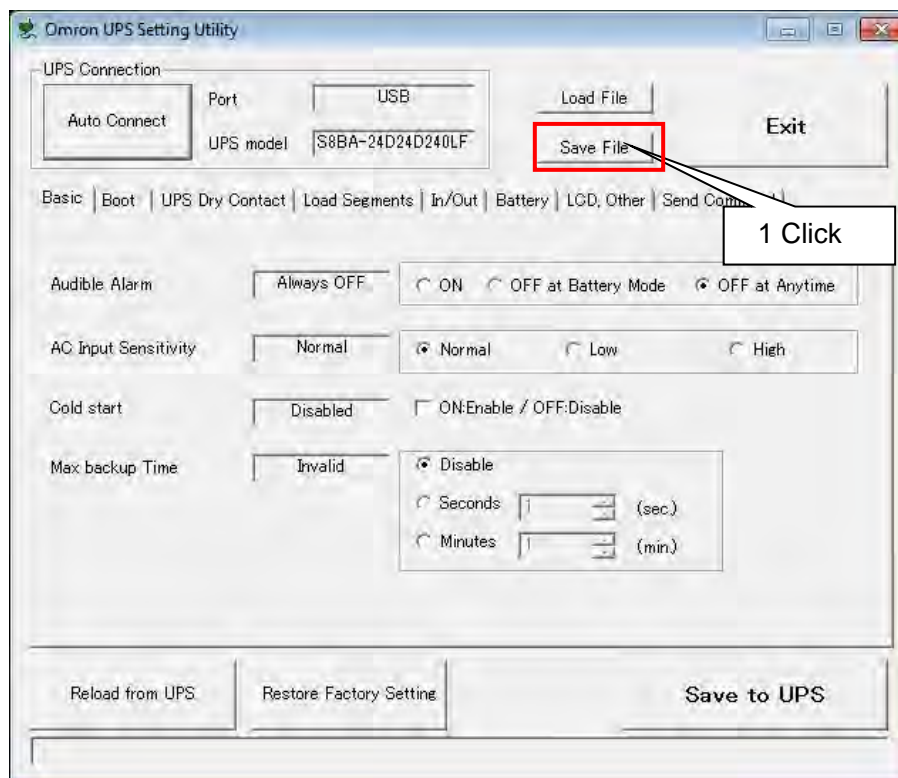 Omron UPS Setting Utility
UPS Connection
Auto Connect
Port USB
UPS model S8BA-24D24D240LF
Load File
Save File
Exit
Basic Boot UPS Dry Contact Load Segments In/Out Battery LCD, Other Send Com
1 Click
Audible Alarm Always OFF ON OFF at Battery Mode OFF at Anytime
AC Input Sensitivity Normal Normal Low High
Cold start Disabled ON:Enable / OFF:Disable
Max backup Time Invalid Disable
Seconds 1 (sec.)
Minutes 1 (min.)
Reload from UPS Restore Factory Setting Save to UPS